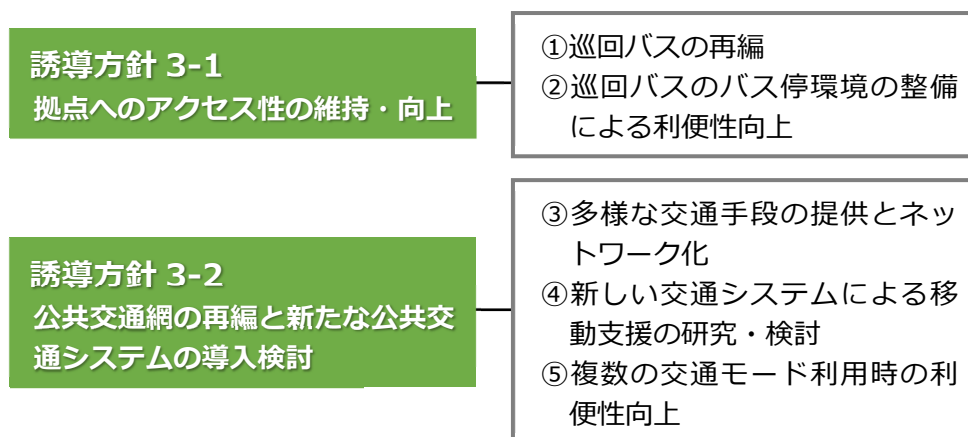 誘導方針 3-1
拠点へのアクセス性の維持・向上
①巡回バスの再編
②巡回バスのバス停環境の整備
による利便性向上
誘導方針 3-2
公共交通網の再編と新たな公共交
通システムの導入検討
③多様な交通手段の提供とネッ
トワーク化
④新しい交通システムによる移
動支援の研究・検討
⑤複数の交通モード利用時の利
便性向上